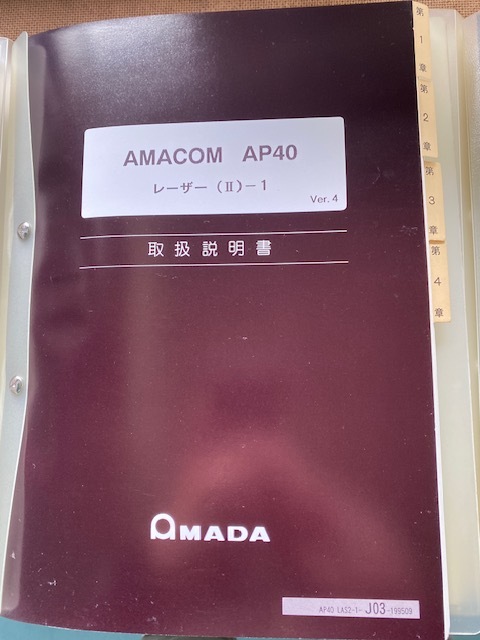 AMACOM AP40
レーザー(Ⅱ)-1
Ver.4
取扱説明書
AMADA
AP40 LAS2-1-J03-199509
第1章
第2章
第3章
第4章